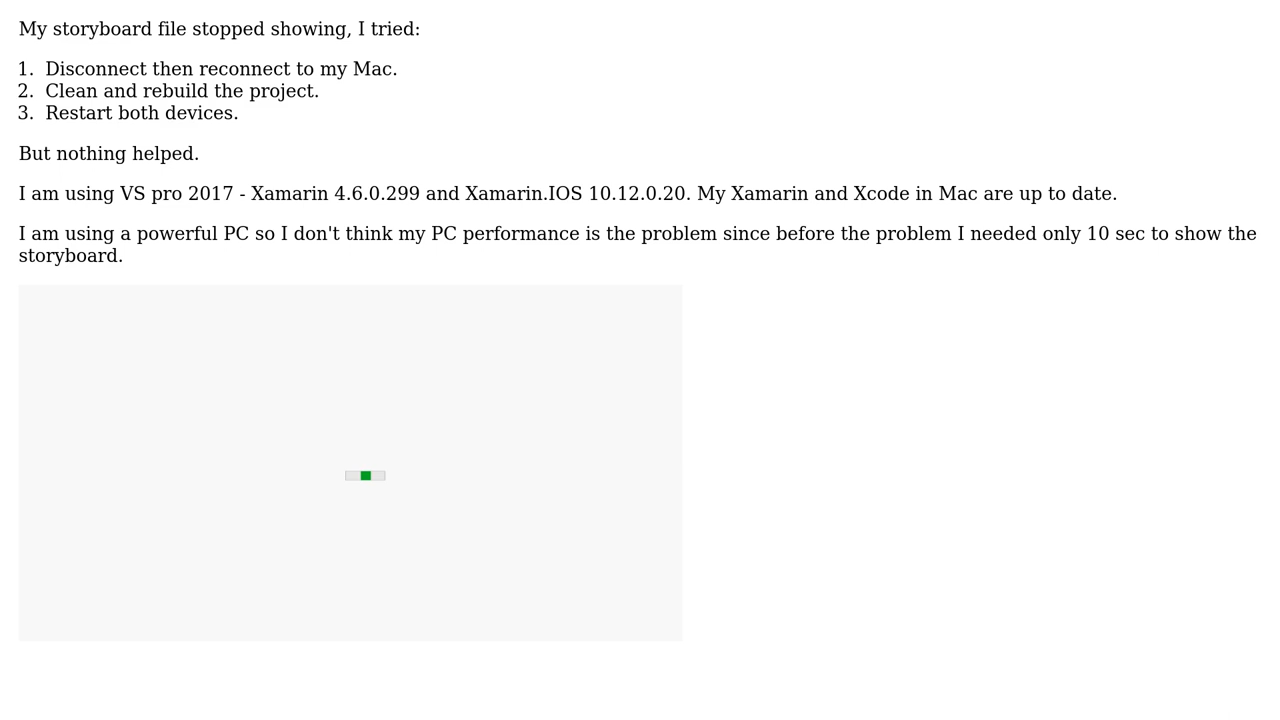 My storyboard file stopped showing, I tried:
1. Disconnect then reconnect to my Mac.
2. Clean and rebuild the project.
3. Restart both devices.
But nothing helped.
I am using VS pro 2017 - Xamarin 4.6.0.299 and Xamarin.IOS 10.12.0.20. My Xamarin and Xcode in Mac are up to date.
I am using a powerful PC so I don't think my PC performance is the problem since before the problem I needed only 10 sec to show the
storyboard.